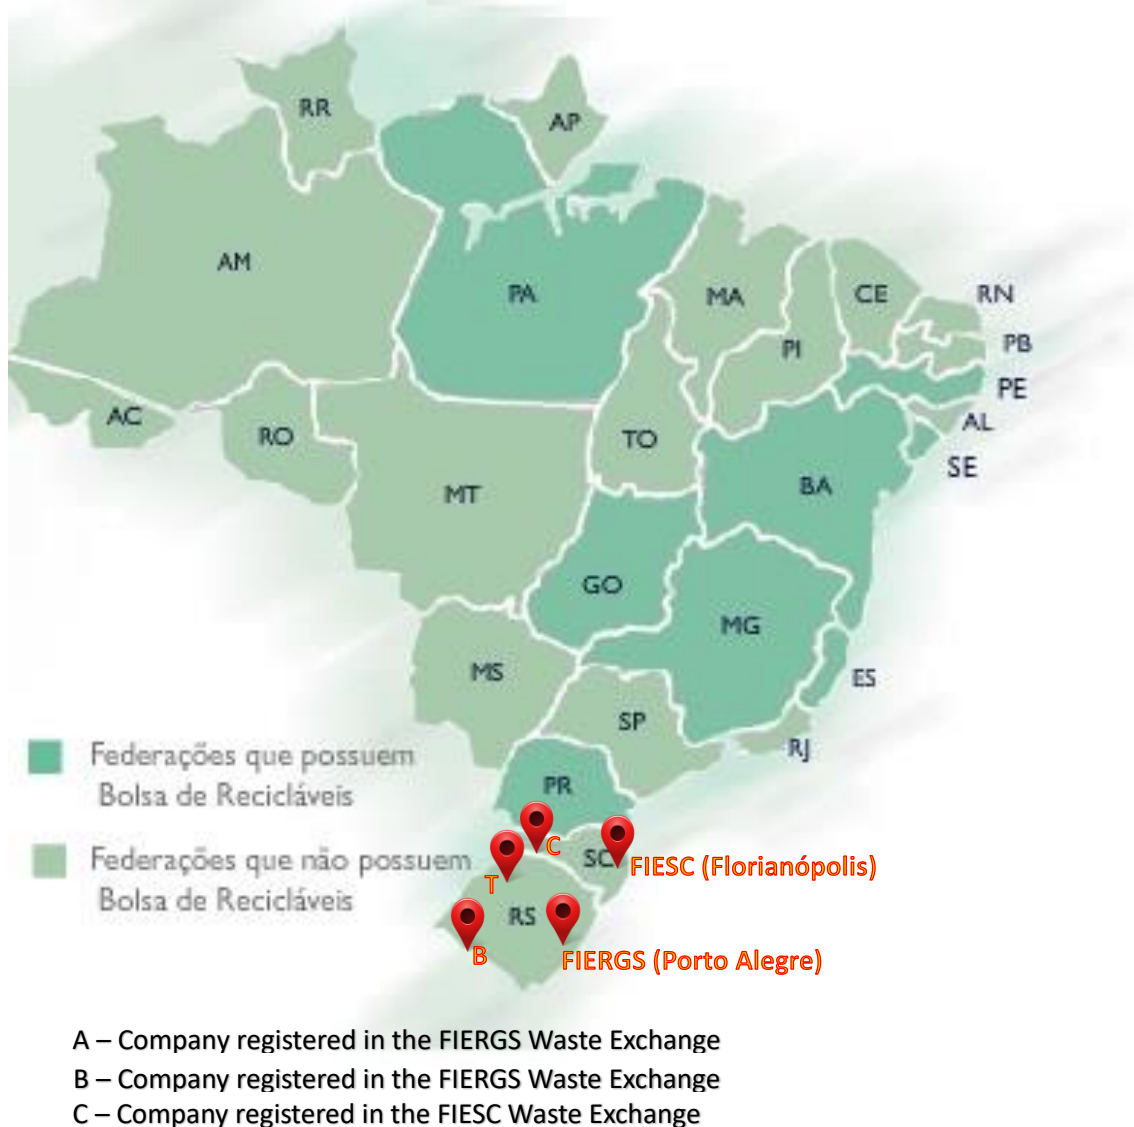 RR
AP
AM
PA
MA
CE
RN
PI
PB
PE
AC
RO
TO
AL
SE
MT
BA
GO
MG
MS
ES
SP
RJ
Federações que possuem
Bolsa de Recicláveis
PR
C
SC
FIESC (Florianópolis)
Federações que não possuem
Bolsa de Recicláveis
T
RS
B
FIERGS (Porto Alegre)
A – Company registered in the FIERGS Waste Exchange
B – Company registered in the FIERGS Waste Exchange
C – Company registered in the FIESC Waste Exchange